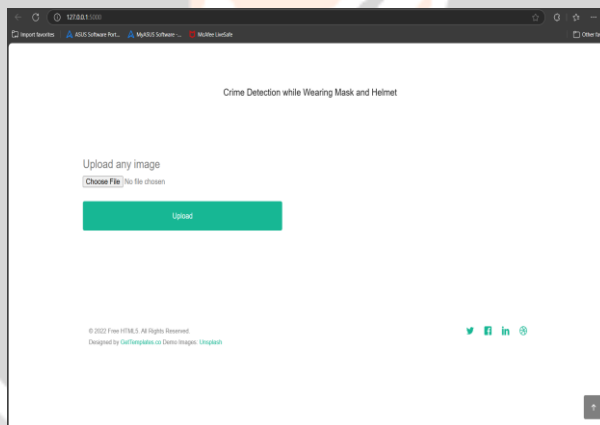 127.0.0.1:5000
Import favorites ASUS Software Port... MyASUS Software -... McAfee LiveSafe Other fa
Crime Detection while Wearing Mask and Helmet
Upload any image
Choose File No file chosen
Upload
© 2022 Free HTML5. All Rights Reserved.
Designed by GetTemplates.co Demo Images: Unsplash